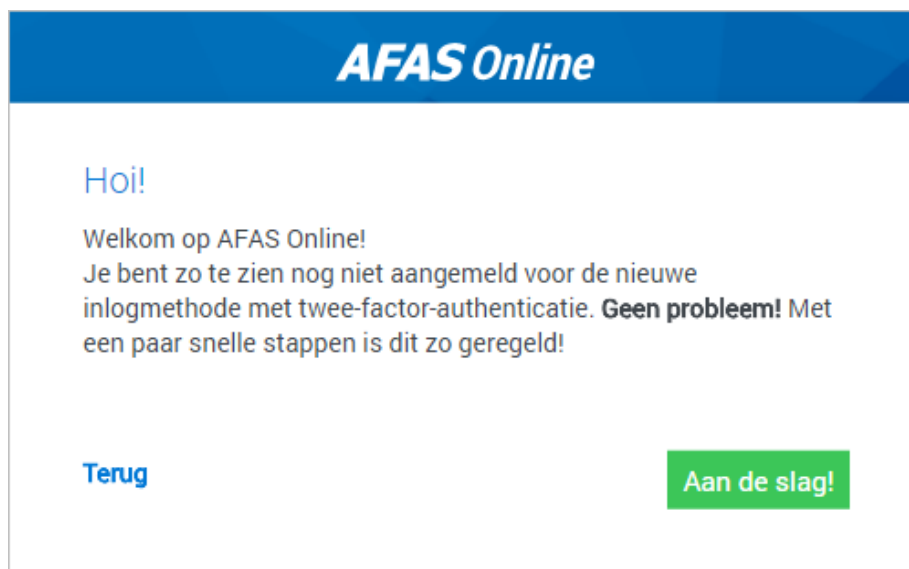 AFAS Online
Hoi!
Welkom op AFAS Online!
Je bent zo te zien nog niet aangemeld voor de nieuwe
inlogmethode met twee-factor-authenticatie. Geen probleem! Met
een paar snelle stappen is dit zo geregeld!
Terug
Aan de slag!